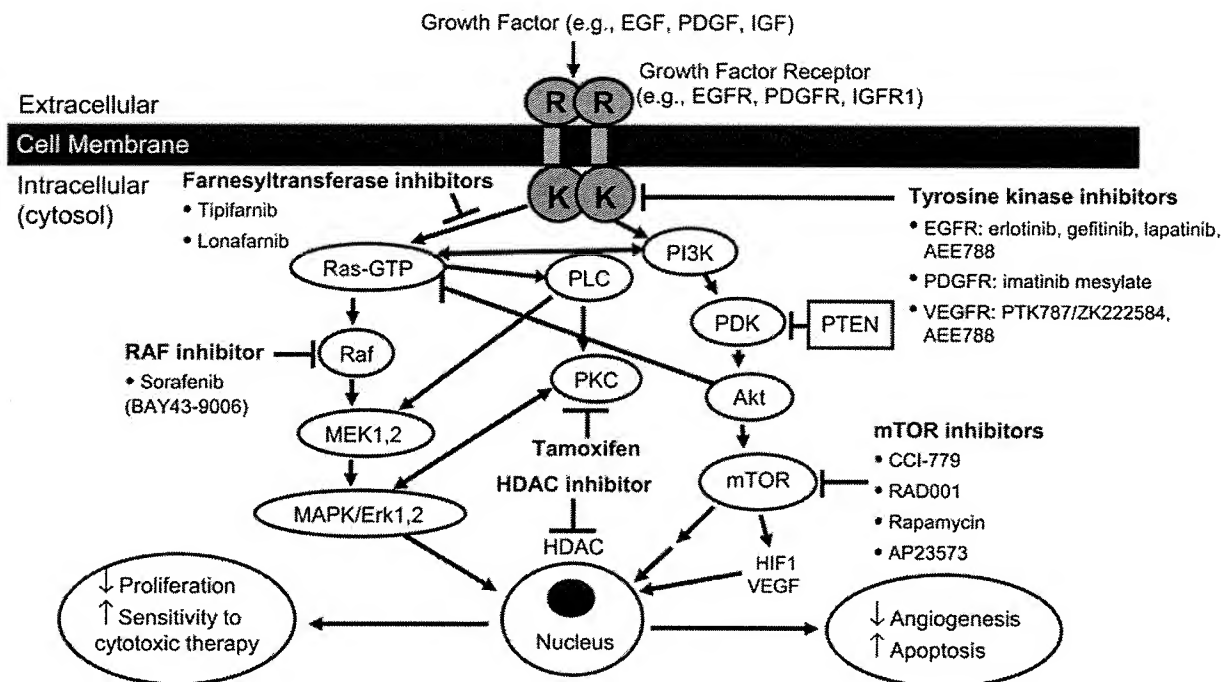 Growth Factor (e.g., EGF, PDGF, IGF)
Growth Factor Receptor
(e.g., EGFR, PDGFR, IGFR1)
R R
Extracellular
Cell Membrane
Intracellular
(cytosol)
K K
Farnesyltransferase inhibitors
• Tipifarnib
• Lonafarnib
Tyrosine kinase inhibitors
• EGFR: erlotinib, gefitinib, lapatinib,
AEE788
• PDGFR: imatinib mesylate
• VEGFR: PTK787/ZK222584,
AEE788
Ras-GTP
PLC
PI3K
PDK
PTEN
RAF inhibitor
• Sorafenib
(BAY43-9006)
Raf
PKC
Akt
MEK1,2
Tamoxifen
mTOR inhibitors
• CCI-779
• RAD001
• Rapamycin
• AP23573
mTOR
HDAC inhibitor
MAPK/Erk1,2
HDAC
HIF1
VEGF
Nucleus
↓ Proliferation
↑ Sensitivity to
cytotoxic therapy
↓ Angiogenesis
↑ Apoptosis